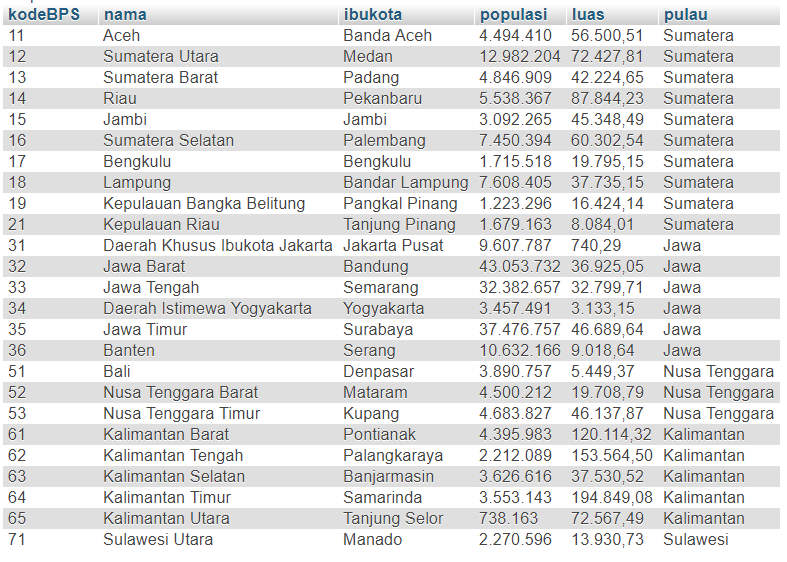 kodeBPS nama ibukota populasi luas pulau
11 Aceh Banda Aceh 4.494.410 56.500,51 Sumatera
12 Sumatera Utara Medan 12.982.204 72.427,81 Sumatera
13 Sumatera Barat Padang 4.846.909 42.224,65 Sumatera
14 Riau Pekanbaru 5.538.367 87.844,23 Sumatera
15 Jambi Jambi 3.092.265 45.348,49 Sumatera
16 Sumatera Selatan Palembang 7.450.394 60.302,54 Sumatera
17 Bengkulu Bengkulu 1.715.518 19.795,15 Sumatera
18 Lampung Bandar Lampung 7.608.405 37.735,15 Sumatera
19 Kepulauan Bangka Belitung Pangkal Pinang 1.223.296 16.424,14 Sumatera
21 Kepulauan Riau Tanjung Pinang 1.679.163 8.084,01 Sumatera
31 Daerah Khusus Ibukota Jakarta Jakarta Pusat 9.607.787 740,29 Jawa
32 Jawa Barat Bandung 43.053.732 36.925,05 Jawa
33 Jawa Tengah Semarang 32.382.657 32.799,71 Jawa
34 Daerah Istimewa Yogyakarta Yogyakarta 3.457.491 3.133,15 Jawa
35 Jawa Timur Surabaya 37.476.757 46.689,64 Jawa
36 Banten Serang 10.632.166 9.018,64 Jawa
51 Bali Denpasar 3.890.757 5.449,37 Nusa Tenggara
52 Nusa Tenggara Barat Mataram 4.500.212 19.708,79 Nusa Tenggara
53 Nusa Tenggara Timur Kupang 4.683.827 46.137,87 Nusa Tenggara
61 Kalimantan Barat Pontianak 4.395.983 120.114,32 Kalimantan
62 Kalimantan Tengah Palangkaraya 2.212.089 153.564,50 Kalimantan
63 Kalimantan Selatan Banjarmasin 3.626.616 37.530,52 Kalimantan
64 Kalimantan Timur Samarinda 3.553.143 194.849,08 Kalimantan
65 Kalimantan Utara Tanjung Selor 738.163 72.567,49 Kalimantan
71 Sulawesi Utara Manado 2.270.596 13.930,73 Sulawesi